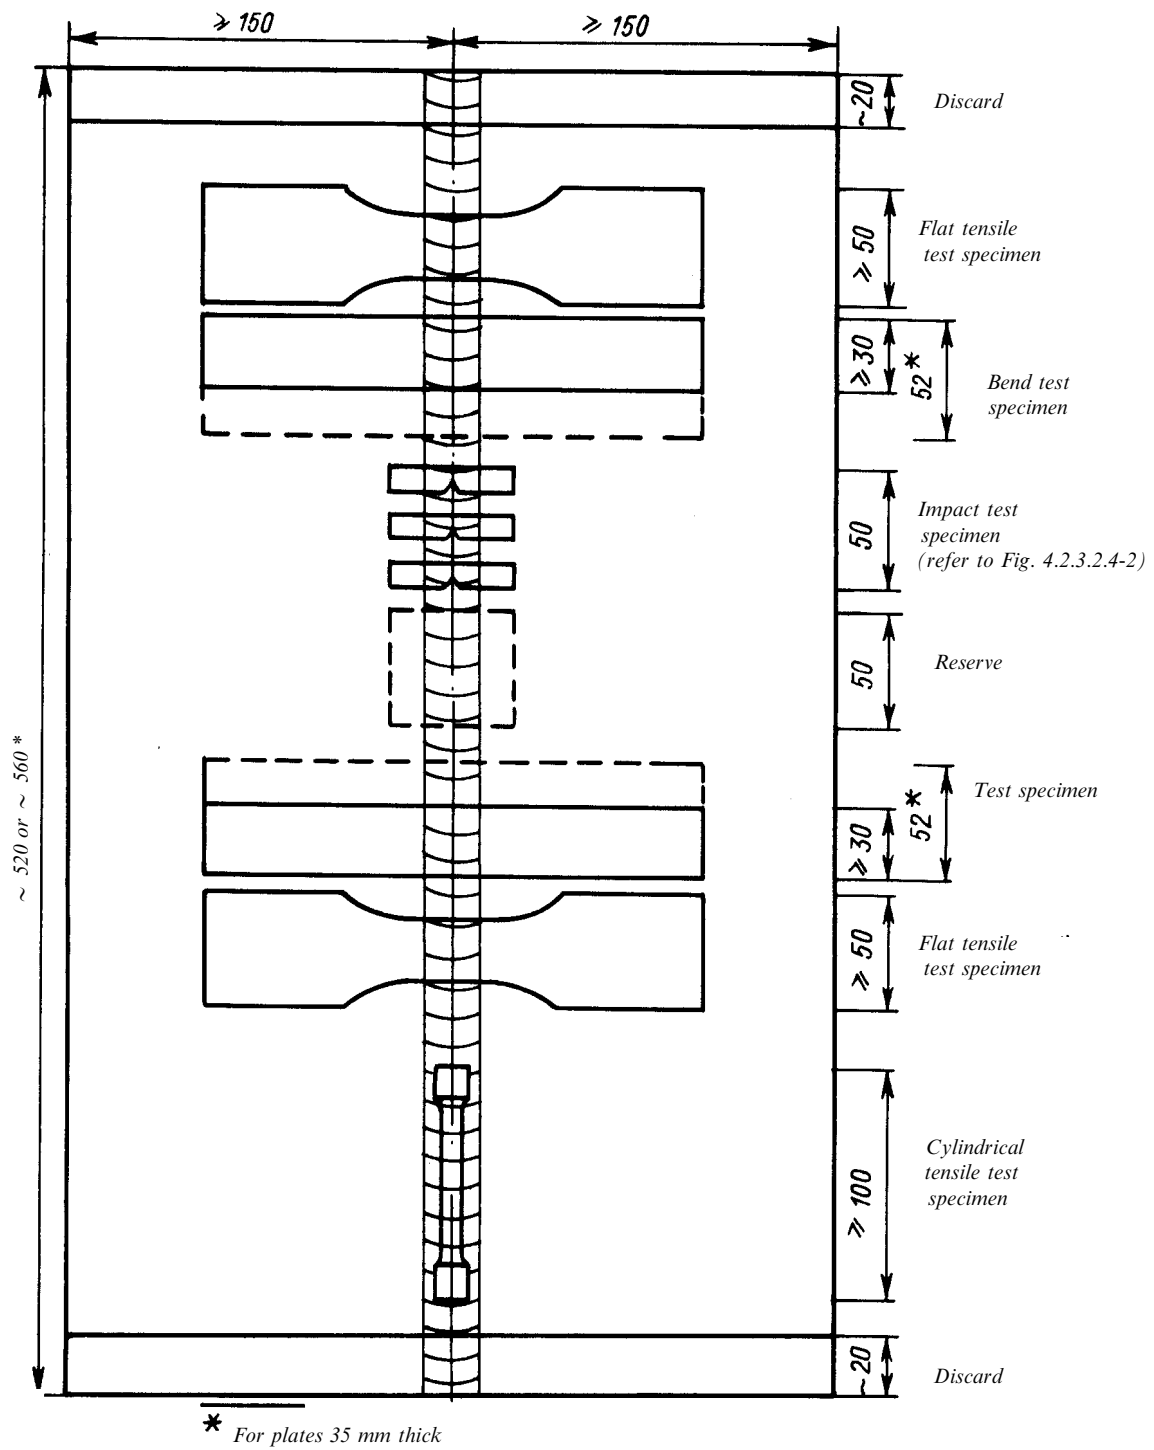 ⩾ 150
⩾ 150
~20
Discard
⩾ 50
Flat tensile
test specimen
⩾ 30
52*
Bend test
specimen
50
Impact test
specimen
(refer to Fig. 4.2.3.2.4-2)
50
Reserve
~ 520 or ~ 560 *
52*
Test specimen
⩾ 30
⩾ 50
Flat tensile
test specimen
⩾ 100
Cylindrical
tensile test
specimen
~20
Discard
* For plates 35 mm thick